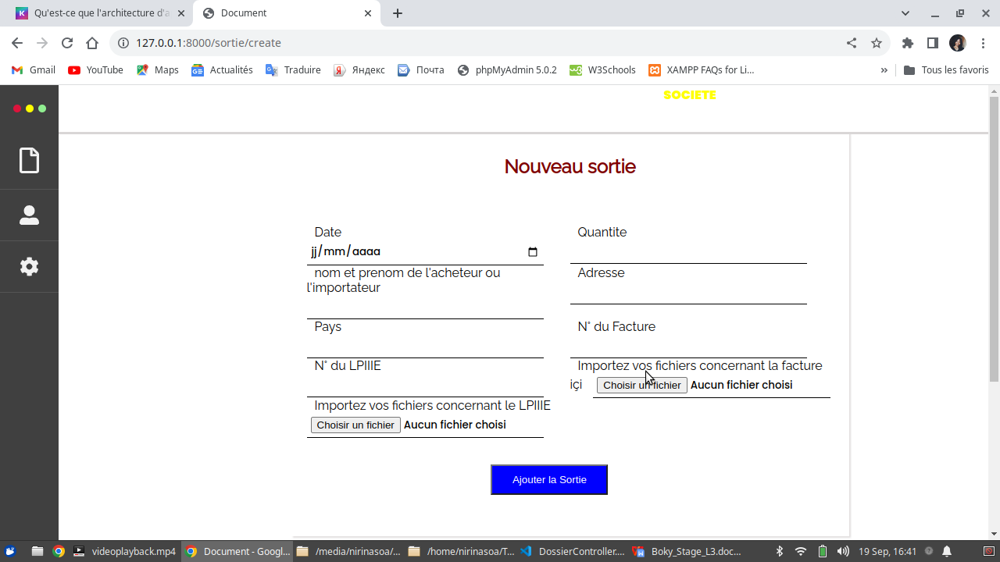 Qu'est-ce que l'architecture d'a
Document
127.0.0.1:8000/sortie/create
Gmail YouTube Maps Actualités Traduire Яндекс Почта phpMyAdmin 5.0.2 W3Schools XAMPP FAQs for Li... » Tous les favoris
SOCIETE
Nouveau sortie
Date Quantite
jj/mm/aaaa
nom et prenom de l'acheteur ou Adresse
l'importateur
Pays N° du Facture
N° du LPIIIE Importez vos fichiers concernant la facture
içi Choisir un fichier Aucun fichier choisi
Importez vos fichiers concernant le LPIIIE
Choisir un fichier Aucun fichier choisi
Ajouter la Sortie
videoplayback.mp4 Document - Googl... /media/nirinasoa/... /home/nirinasoa/T... DossierController.... Boky_Stage_L3.doc... 19 Sep, 16:41